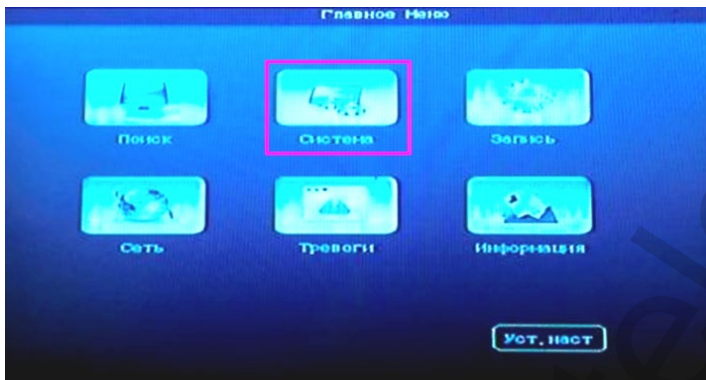 Главное Меню
Поиск Система Запись
Сеть Тревоги Информация
Уст.наст